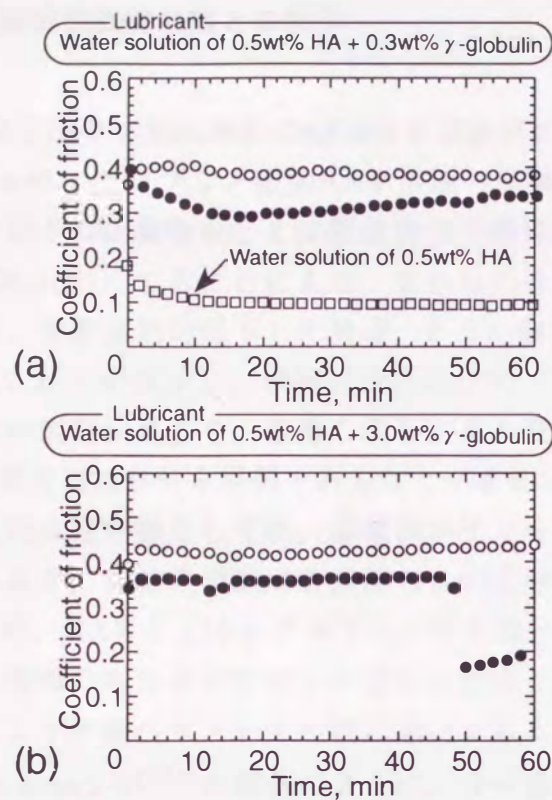 Lubricant
Water solution of 0.5wt% HA + 0.3wt% γ-globulin
Coefficient of friction
0.6
0.5
0.4
0.3
0.2
0.1
Water solution of 0.5wt% HA
0 10 20 30 40 50 60
(a)
Time, min
Lubricant
Water solution of 0.5wt% HA + 3.0wt% γ-globulin
Coefficient of friction
0.6
0.5
0.4
0.3
0.2
0.1
0 10 20 30 40 50 60
(b)
Time, min